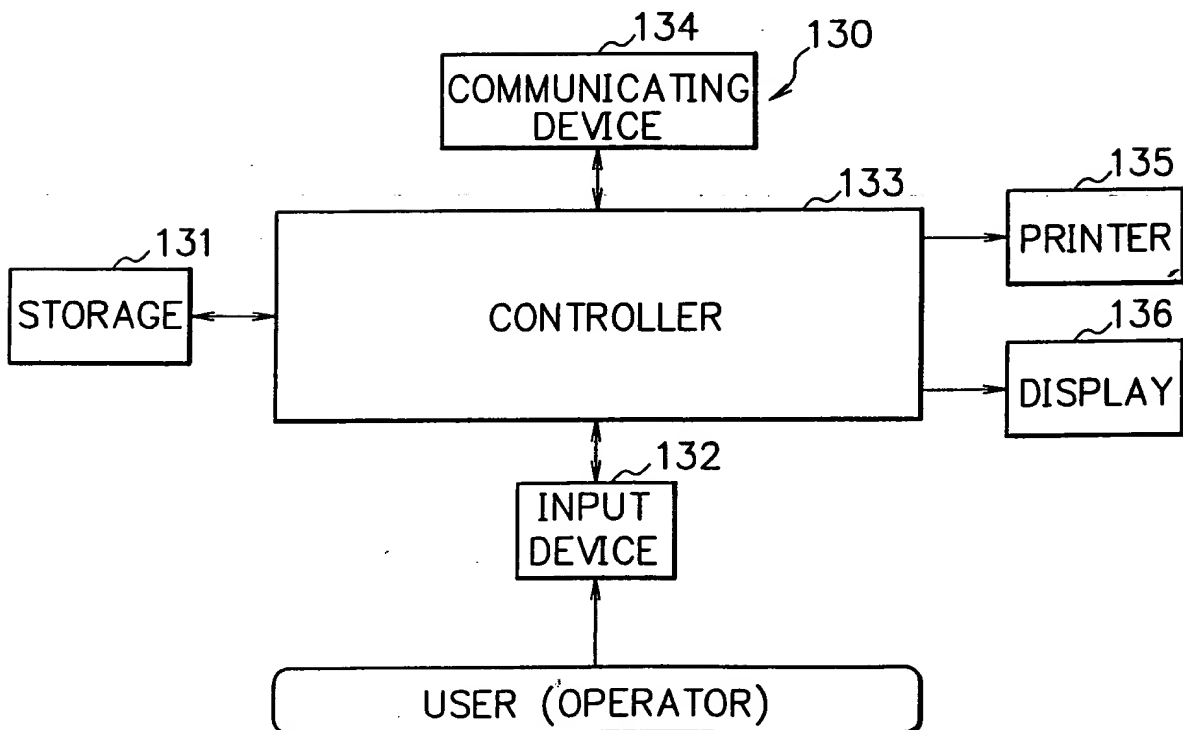 134
130
COMMUNICATING
DEVICE
133
135
PRINTER
131
STORAGE
CONTROLLER
136
DISPLAY
132
INPUT
DEVICE
USER (OPERATOR)